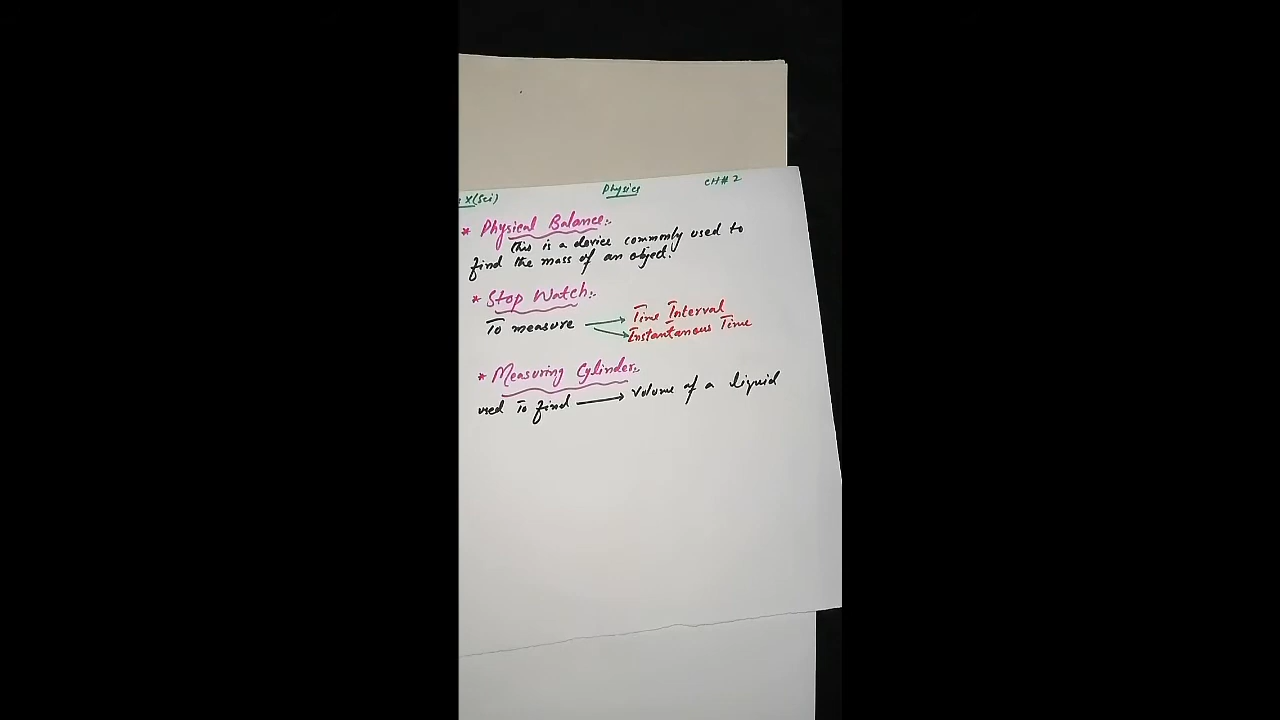 X(Sci) Physics CH# 2
* Physical Balance:-
This is a device commonly used to
find the mass of an object.
* Stop Watch:-
To measure → Time Interval
→ Instantanous Time
* Measuring Cylinder:-
used To find → volume of a liquid